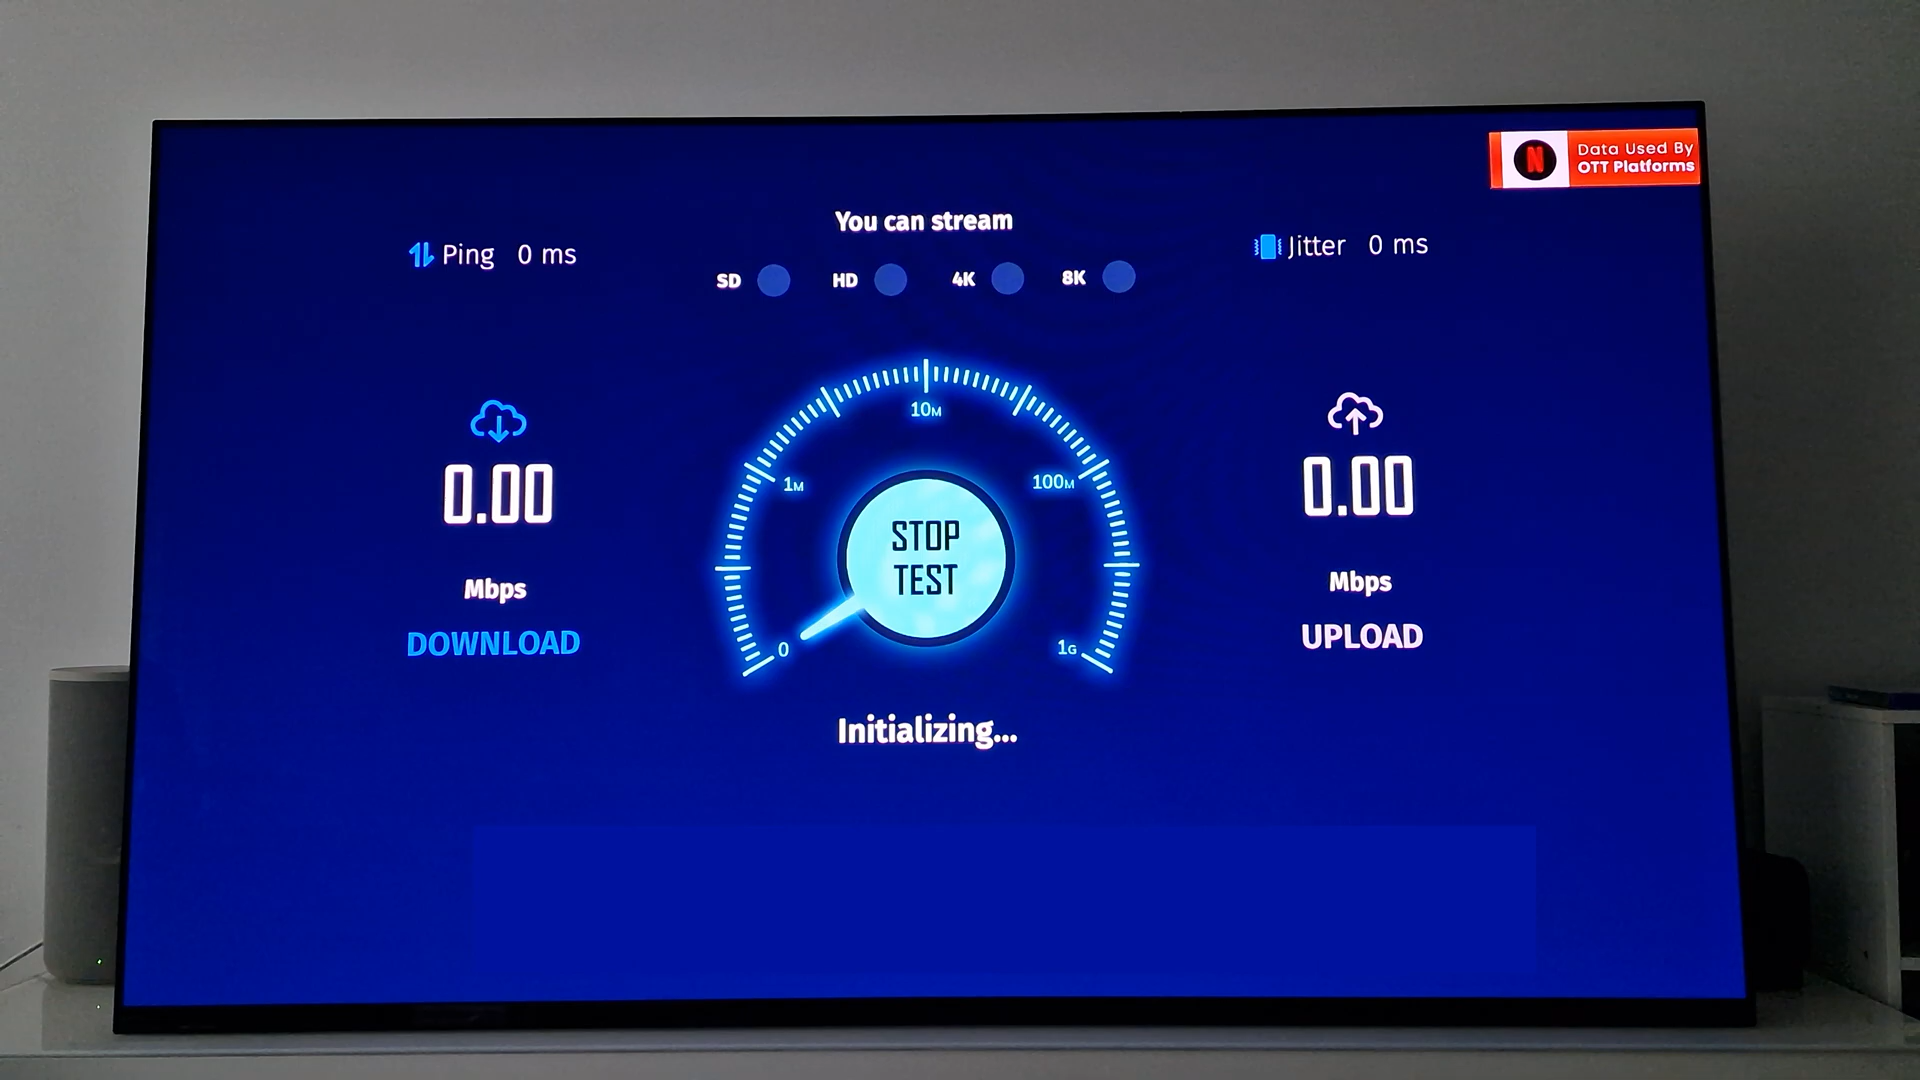 N
Data Used By
OTT Platforms
You can stream
Ping 0 ms
Jitter 0 ms
SD HD 4K 8K
10M
1M
100M
0.00
0.00
STOP
TEST
Mbps
Mbps
DOWNLOAD
UPLOAD
0
1G
Initializing...